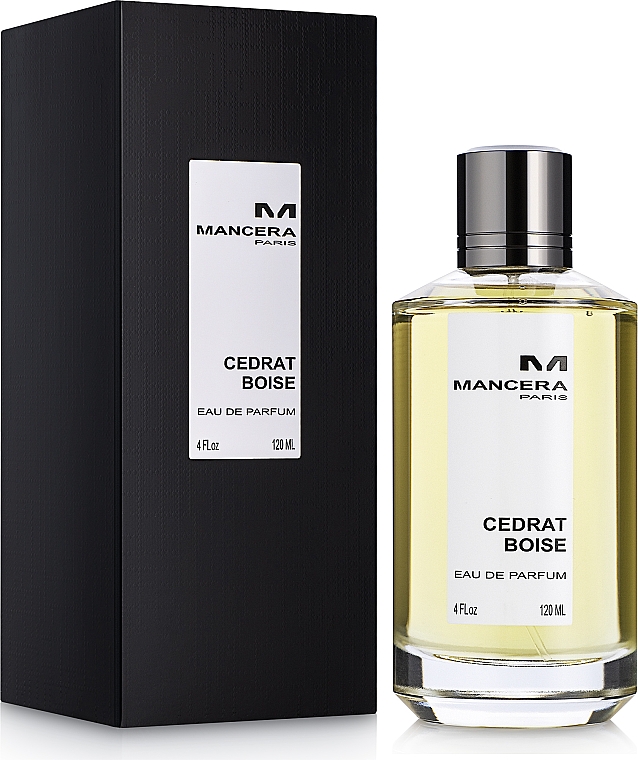 M
MANCERA
PARIS
CEDRAT
BOISE
EAU DE PARFUM
4 FLoz 120 ML
M
MANCERA
PARIS
CEDRAT
BOISE
EAU DE PARFUM
4 FLoz 120 ML